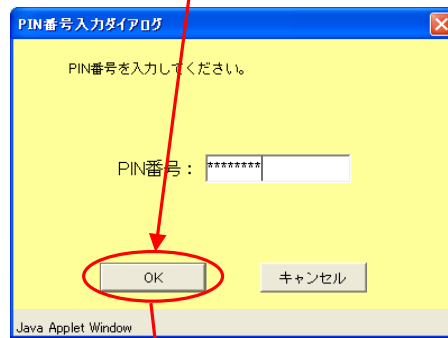 PIN番号入力ダイアログ
PIN番号を入力してください。
PIN番号： ********
OK キャンセル
Java Applet Window